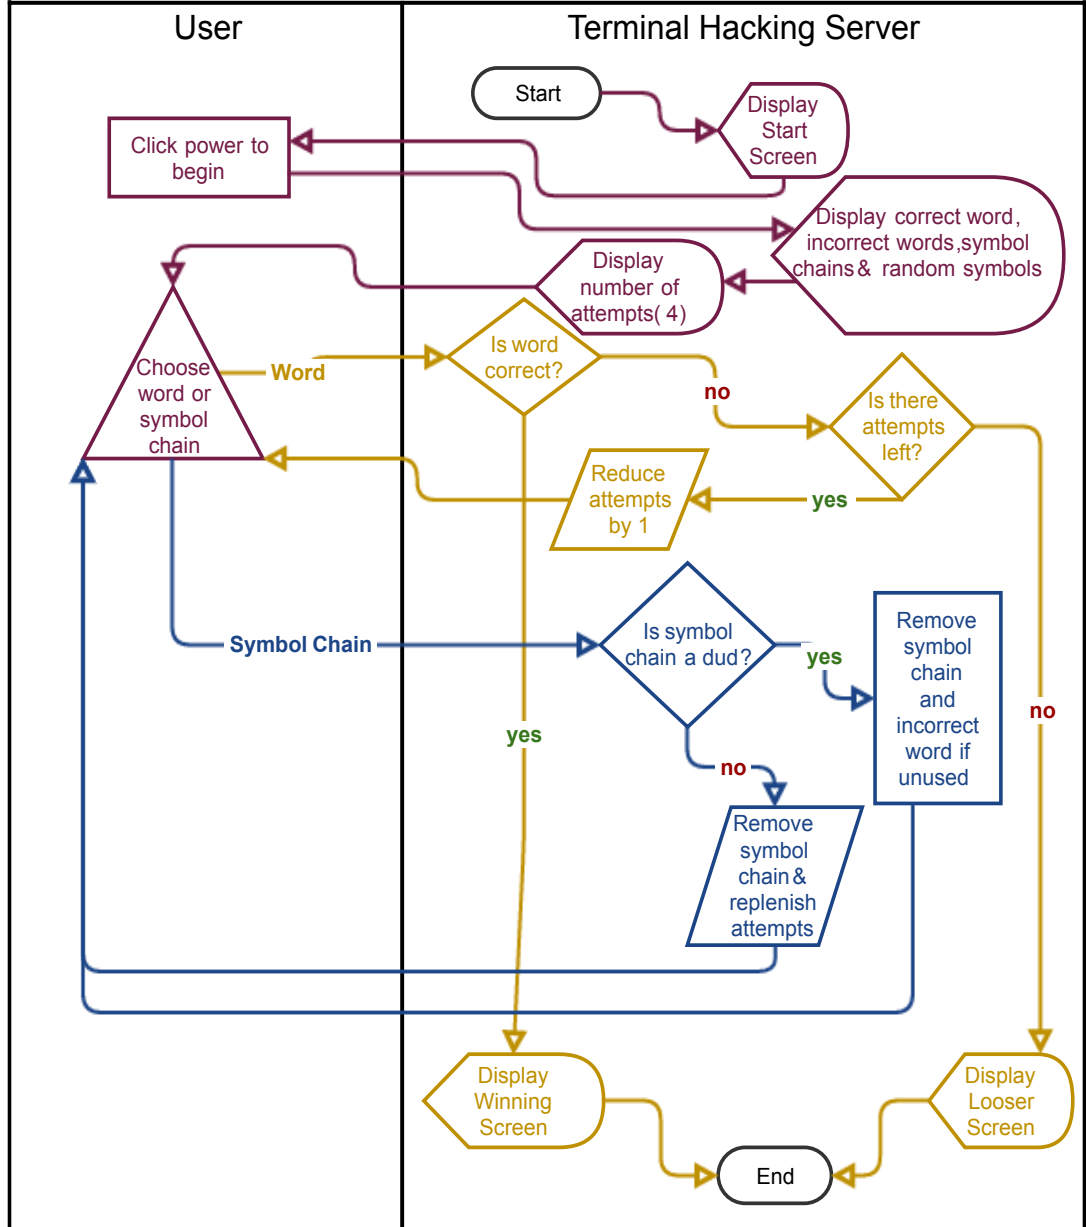 User
Terminal Hacking Server
Start
Display
Start
Screen
Click power to
begin
Display correct word,
incorrect words,symbol
chains & random symbols
Display
number of
attempts( 4)
Choose
word or
symbol
chain
Word
Is word
correct?
no
Is there
attempts
left?
Reduce
attempts
by 1
yes
Symbol Chain
Is symbol
chain a dud?
yes
Remove
symbol
chain
and
incorrect
word if
unused
no
yes
no
Remove
symbol
chain &
replenish
attempts
Display
Winning
Screen
Display
Looser
Screen
End